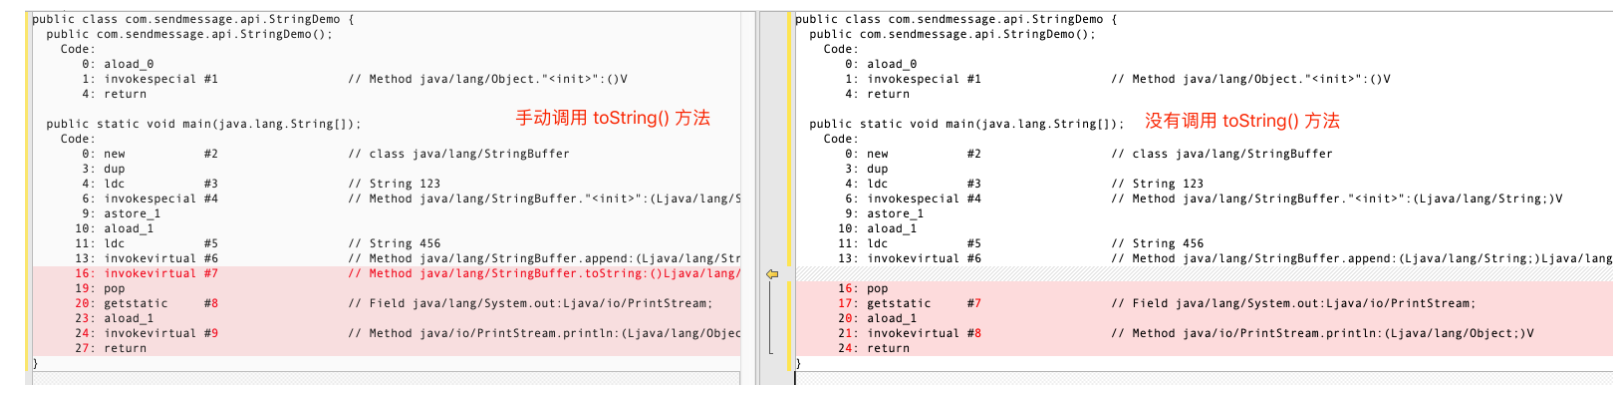 public class com.sendmessage.api.StringDemo {
  public com.sendmessage.api.StringDemo();
    Code:
       0: aload_0
       1: invokespecial #1                  // Method java/lang/Object."<init>":()V
       4: return
手动调用 toString() 方法
  public static void main(java.lang.String[]);
    Code:
       0: new           #2                  // class java/lang/StringBuffer
       3: dup
       4: ldc           #3                  // String 123
       6: invokespecial #4                  // Method java/lang/StringBuffer."<init>":(Ljava/lang/S
       9: astore_1
      10: aload_1
      11: ldc           #5                  // String 456
      13: invokevirtual #6                  // Method java/lang/StringBuffer.append:(Ljava/lang/Str
      16: invokevirtual #7                  // Method java/lang/StringBuffer.toString:()Ljava/lang/
      19: pop
      20: getstatic     #8                  // Field java/lang/System.out:Ljava/io/PrintStream;
      23: aload_1
      24: invokevirtual #9                  // Method java/io/PrintStream.println:(Ljava/lang/Objec
      27: return
}
public class com.sendmessage.api.StringDemo {
  public com.sendmessage.api.StringDemo();
    Code:
       0: aload_0
       1: invokespecial #1                  // Method java/lang/Object."<init>":()V
       4: return
  public static void main(java.lang.String[]);
没有调用 toString() 方法
    Code:
       0: new           #2                  // class java/lang/StringBuffer
       3: dup
       4: ldc           #3                  // String 123
       6: invokespecial #4                  // Method java/lang/StringBuffer."<init>":(Ljava/lang/String;)V
       9: astore_1
      10: aload_1
      11: ldc           #5                  // String 456
      13: invokevirtual #6                  // Method java/lang/StringBuffer.append:(Ljava/lang/String;)Ljava/lang
      16: pop
      17: getstatic     #7                  // Field java/lang/System.out:Ljava/io/PrintStream;
      20: aload_1
      21: invokevirtual #8                  // Method java/io/PrintStream.println:(Ljava/lang/Object;)V
      24: return
}